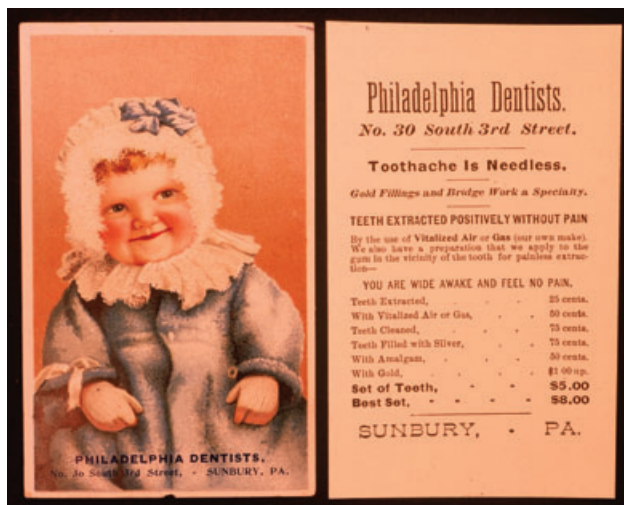 PHILADELPHIA DENTISTS.
No. 30 South 3rd Street, - SUNBURY, PA.
Philadelphia Dentists.
No. 30 South 3rd Street.
Toothache Is Needless.
Gold Fillings and Bridge Work a Specialty.
TEETH EXTRACTED POSITIVELY WITHOUT PAIN
By the use of Vitalized Air or Gas (our own make).
We also have a preparation that we apply to the
gum in the vicinity of the tooth for painless extrac-
tion—
YOU ARE WIDE AWAKE AND FEEL NO PAIN.
Teeth Extracted, . . . 25 cents.
With Vitalized Air or Gas, . . 50 cents.
Teeth Cleaned, . . . 75 cents.
Teeth Filled with Silver, . . 75 cents.
With Amalgam, . . . 50 cents.
With Gold, . . . $1 00 up.
Set of Teeth, - - $5.00
Best Set, - - - - $8.00
SUNBURY, - PA.